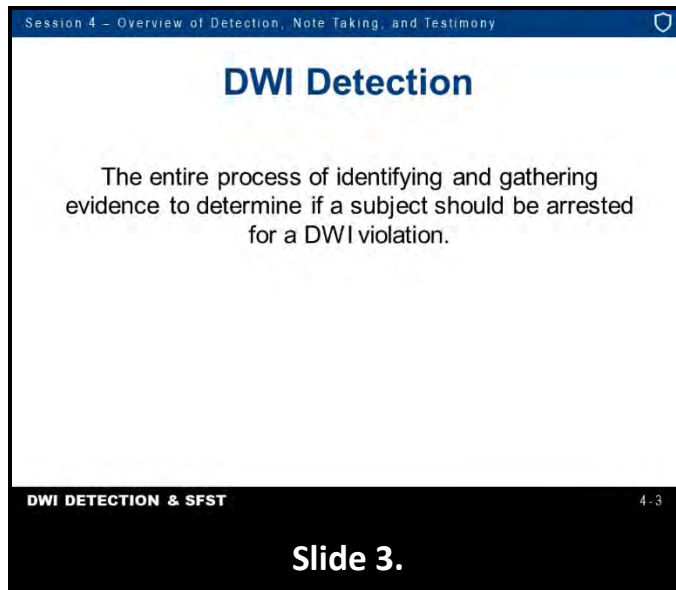 Session 4 – Overview of Detection, Note Taking, and Testimony
DWI Detection
The entire process of identifying and gathering
evidence to determine if a subject should be arrested
for a DWI violation.
DWI DETECTION & SFST
4-3
Slide 3.